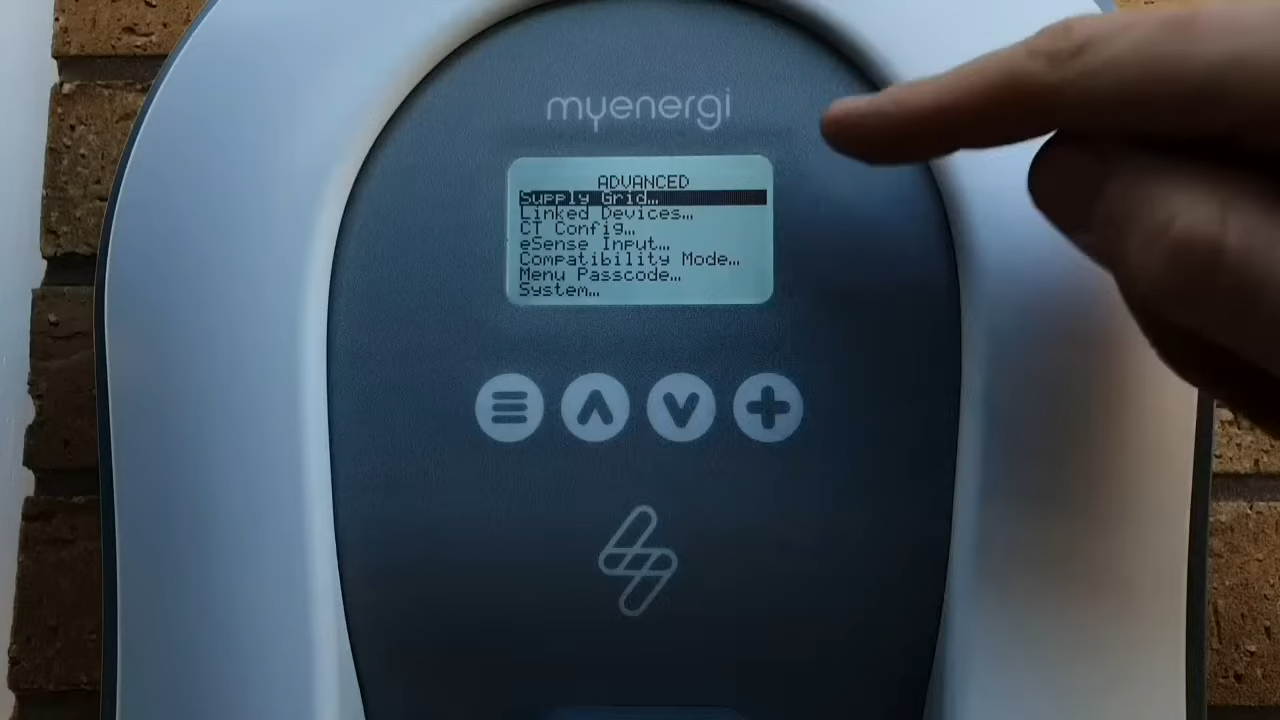 myenergi
ADVANCED
Supply Grid...
Linked Devices...
CT Config...
eSense Input...
Compatibility Mode...
Menu Passcode...
System...